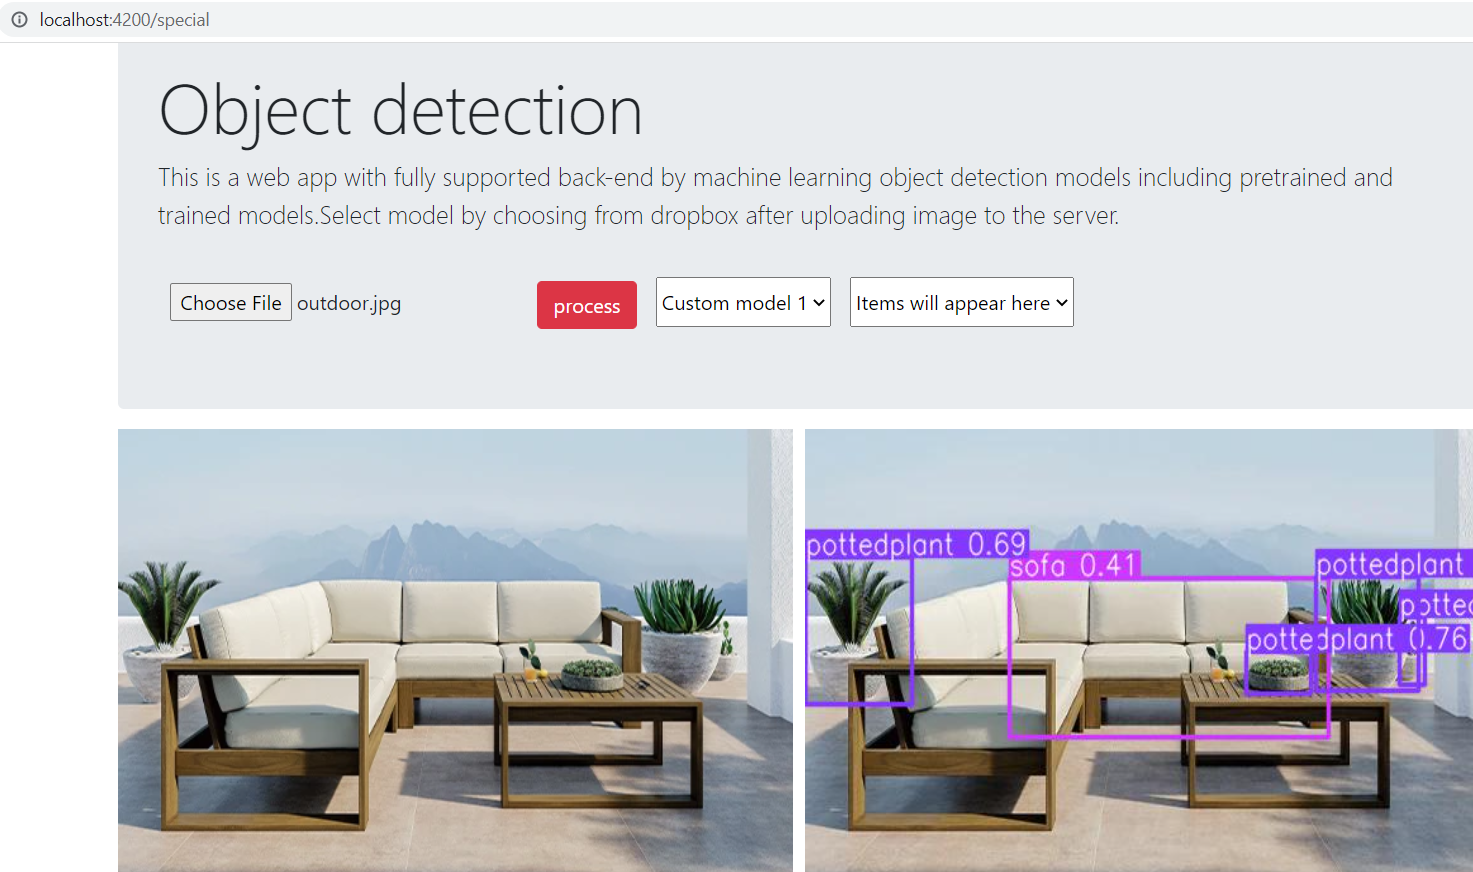 localhost:4200/special
Object detection
This is a web app with fully supported back-end by machine learning object detection models including pretrained and
trained models.Select model by choosing from dropbox after uploading image to the server.
Choose File outdoor.jpg process Custom model 1 Items will appear here
pottedplant 0.69
sofa 0.41
pottedplant
pottedplant 0.76